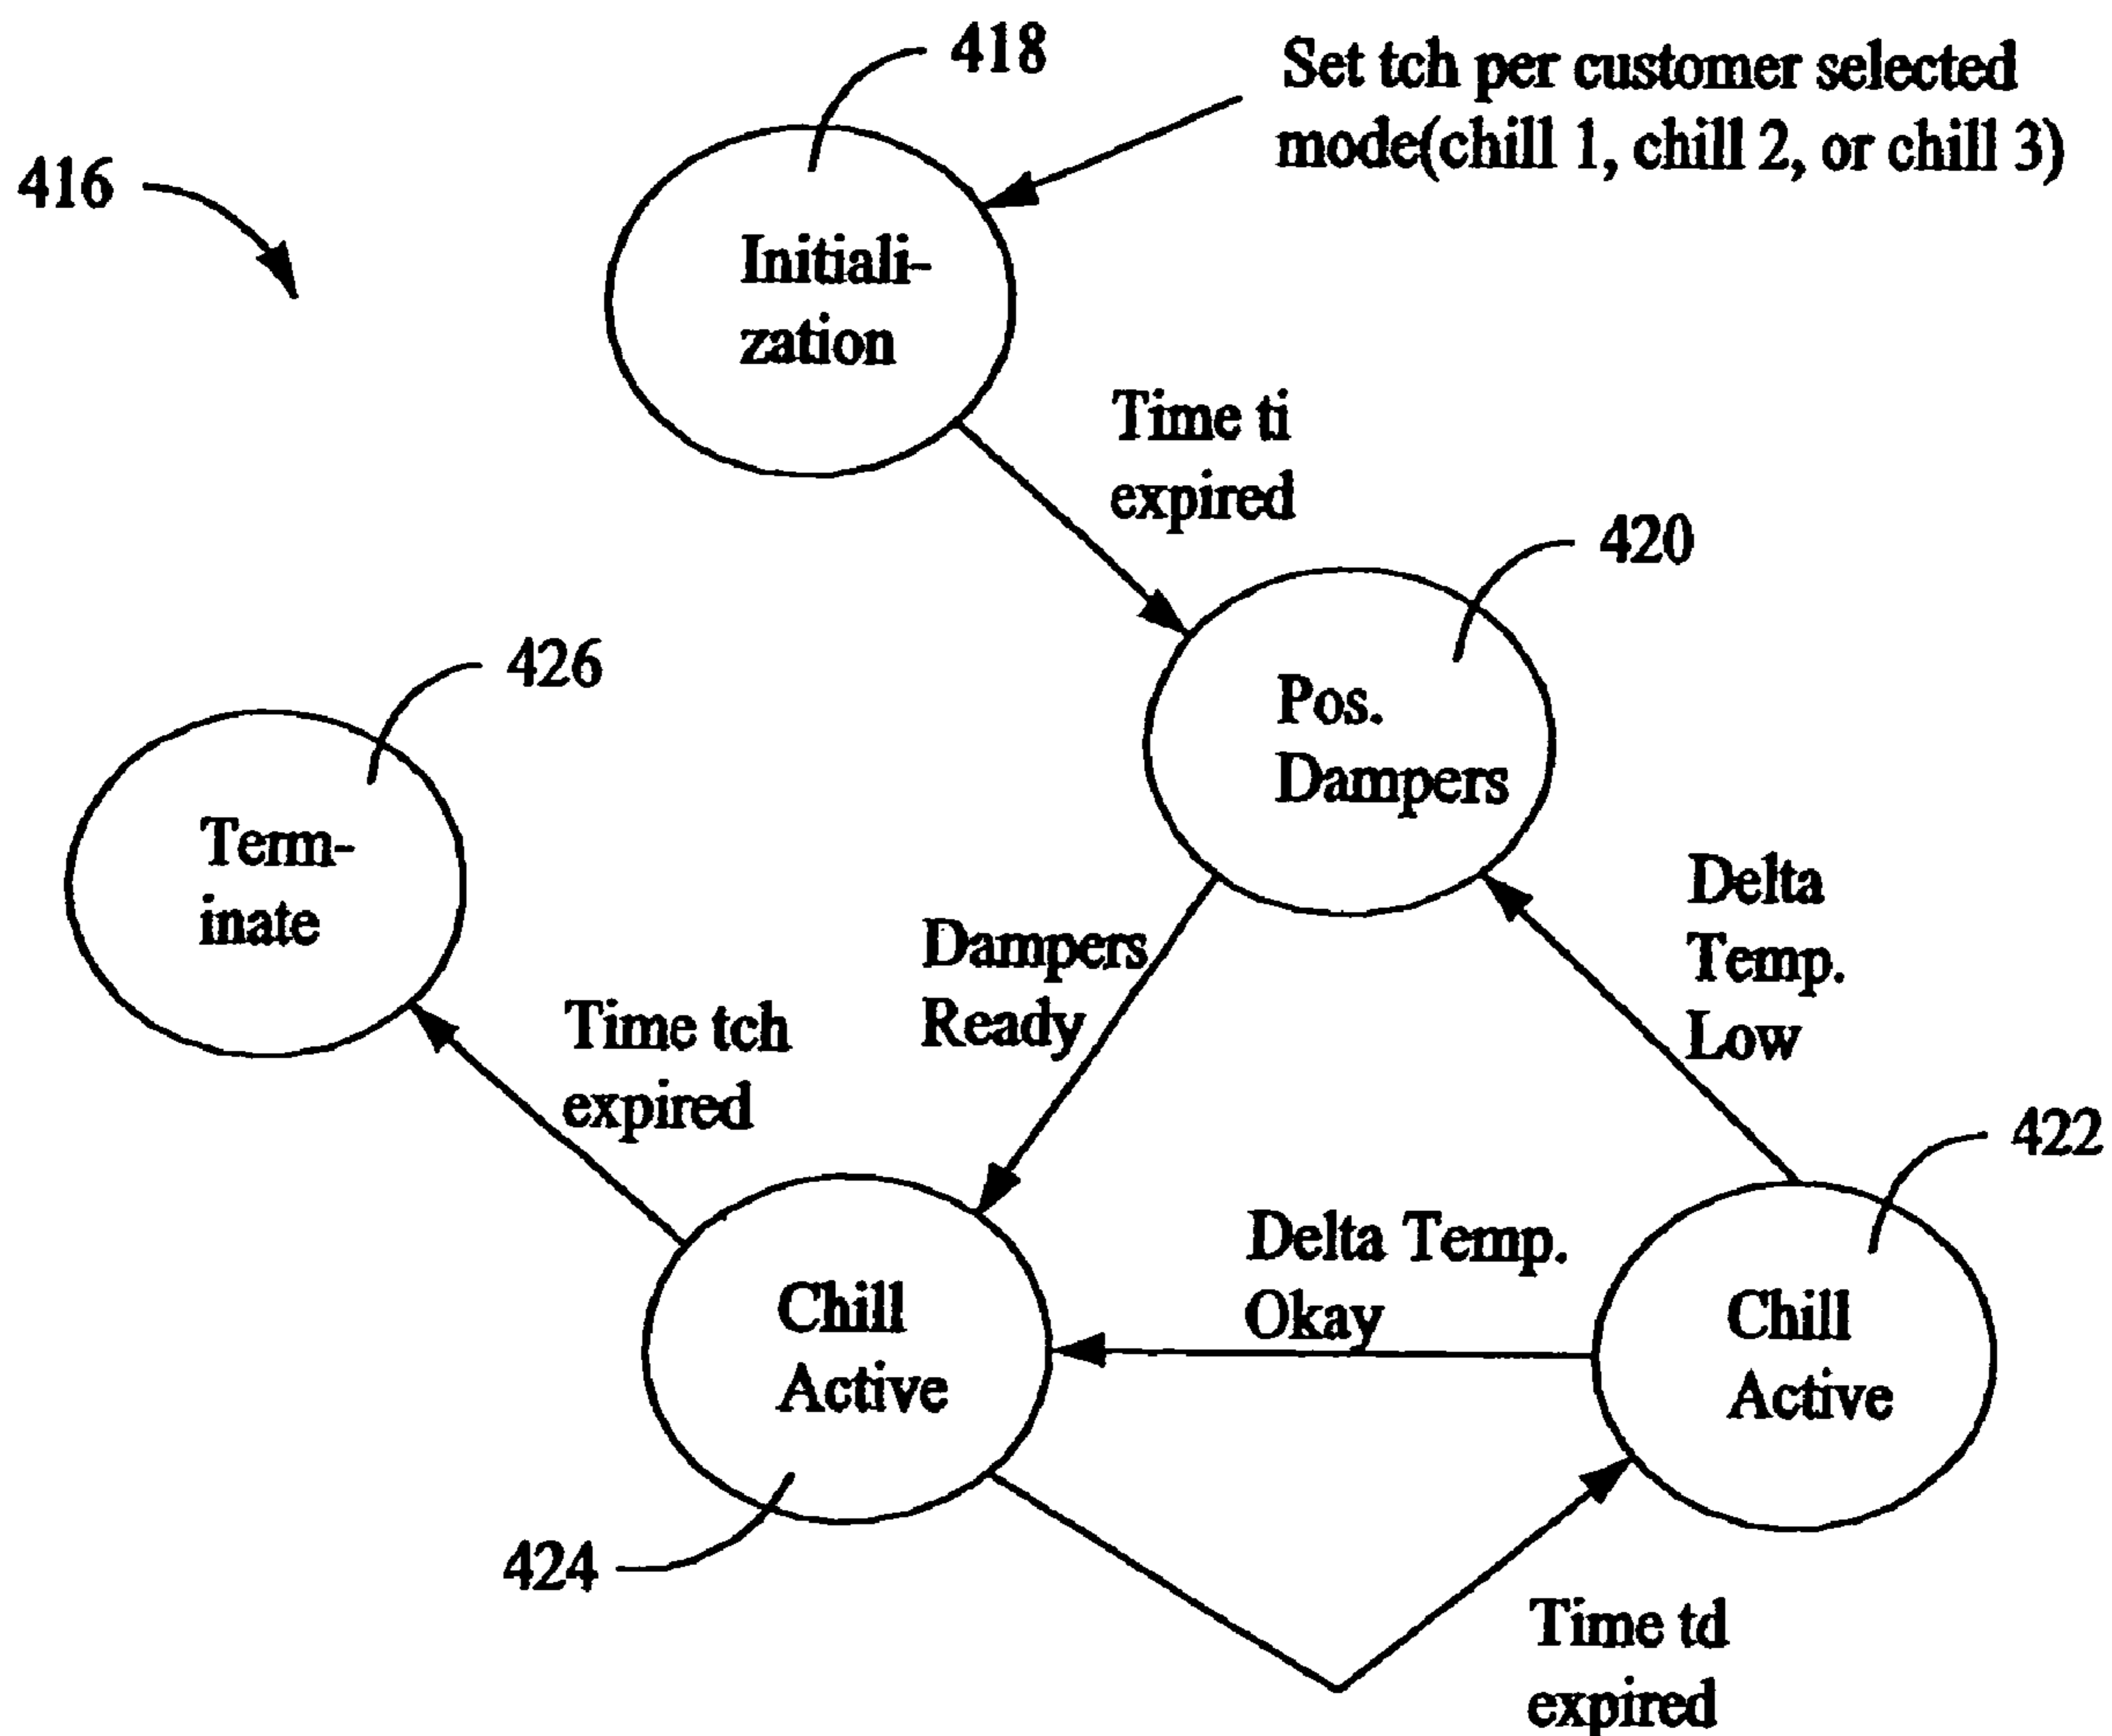 418
Set tch per customer selected
mode(chill 1, chill 2, or chill 3)
416
Initiali-
zation
Time ti
expired
420
426
Pos.
Dampers
Term-
inate
Delta
Temp.
Low
Dampers
Ready
Time tch
expired
422
Delta Temp.
Okay
Chill
Active
Chill
Active
424
Time td
expired